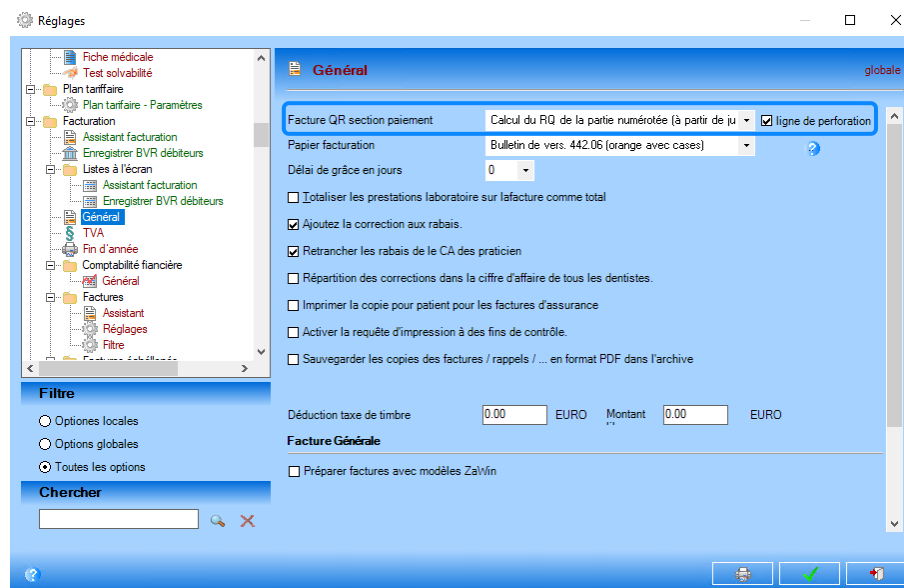 Réglages
Fiche médicale
Test solvabilité
Plan tariffaire
Plan tarifaire - Paramètres
Facturation
Assistant facturation
Enregistrer BVR débiteurs
Listes à l'écran
Assistant facturation
Enregistrer BVR débiteurs
Général
§ TVA
Fin d'année
Comptabilité fiancière
Général
Factures
Assistant
Réglages
Filtre
Filtre
Optiones locales
Options globales
Toutes les options
Chercher
Général
globale
Facture QR section paiement Calcul du RQ de la partie numérotée (à partir de ju ligne de perforation
Papier facturation Bulletin de vers. 442.06 (orange avec cases)
Délai de grâce en jours 0
Totaliser les prestations laboratoire sur lafacture comme total
Ajoutez la correction aux rabais.
Retrancher les rabais de le CA des praticien
Répartition des corrections dans la ciffre d'affaire de tous les dentistes.
Imprimer la copie pour patient pour les factures d'assurance
Activer la requête d'impression à des fins de contrôle.
Sauvegarder les copies des factures / rappels / ... en format PDF dans l'archive
Déduction taxe de timbre 0.00 EURO Montant 0.00 EURO
Facture Générale
Préparer factures avec modèles ZaWin